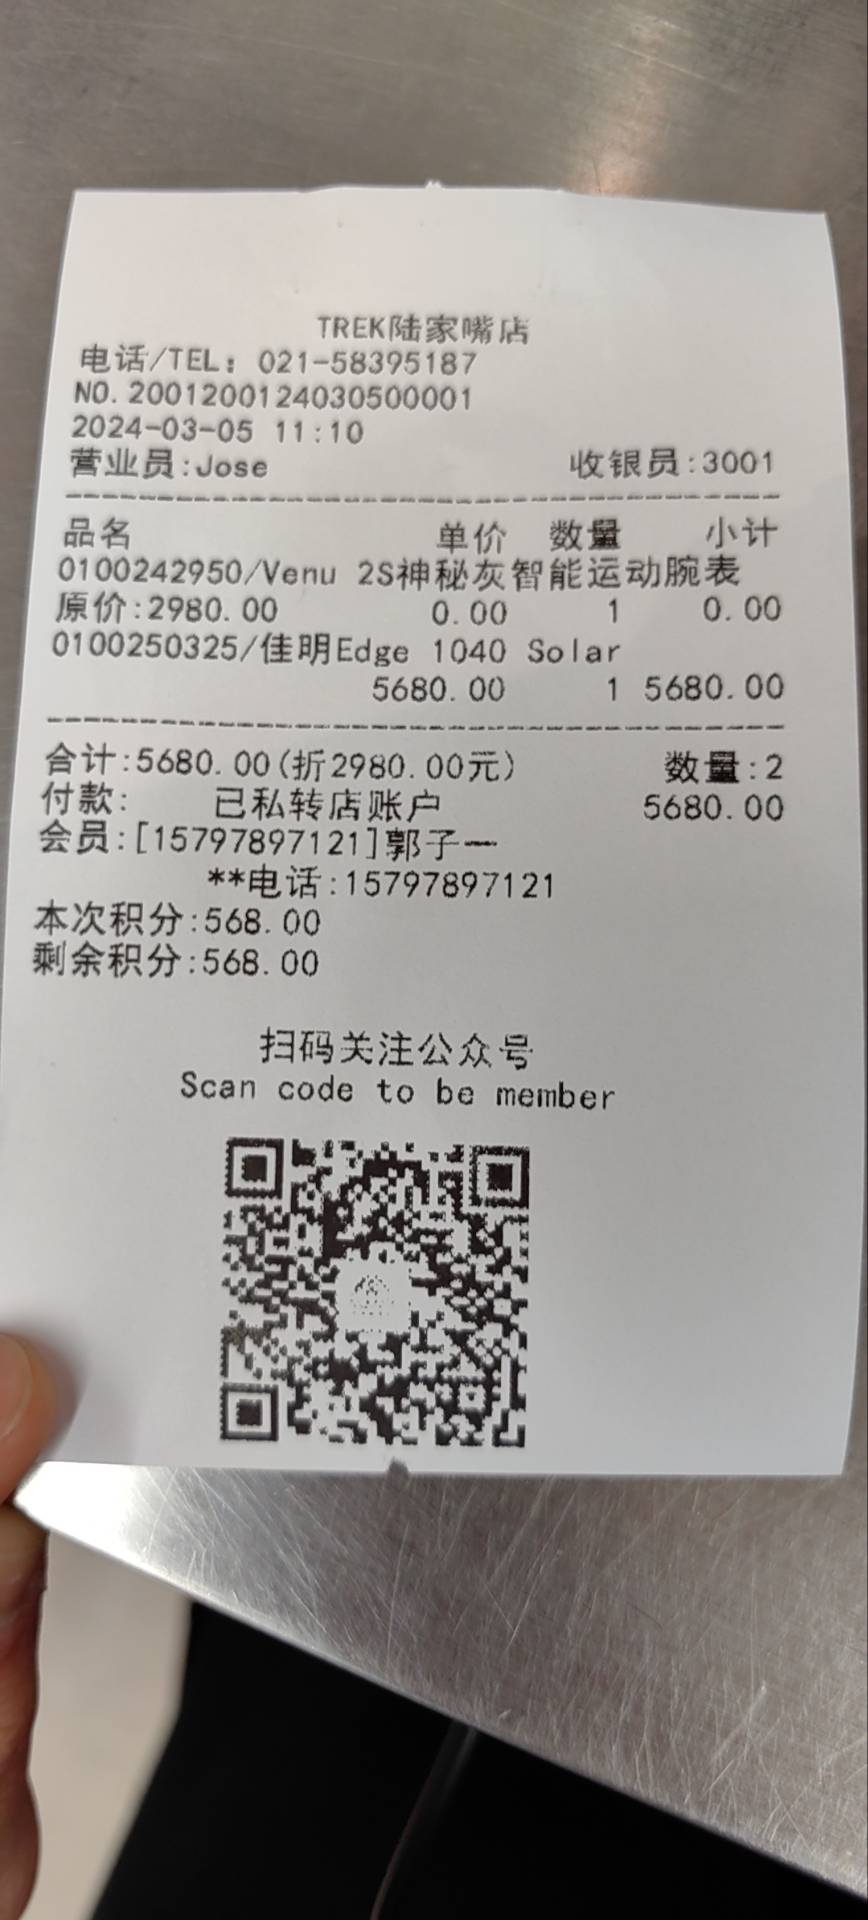 TREK陆家嘴店
电话/TEL: 021-58395187
NO.2001200124030500001
2024-03-05 11:10
营业员:Jose 收银员:3001
品名 单价 数量 小计
0100242950/Venu 2S神秘灰智能运动腕表
原价:2980.00 0.00 1 0.00
0100250325/佳明Edge 1040 Solar
5680.00 1 5680.00
合计:5680.00(折2980.00元) 数量:2
付款: 已私转店账户 5680.00
会员:[15797897121]郭子一
**电话:15797897121
本次积分:568.00
剩余积分:568.00
扫码关注公众号
Scan code to be member